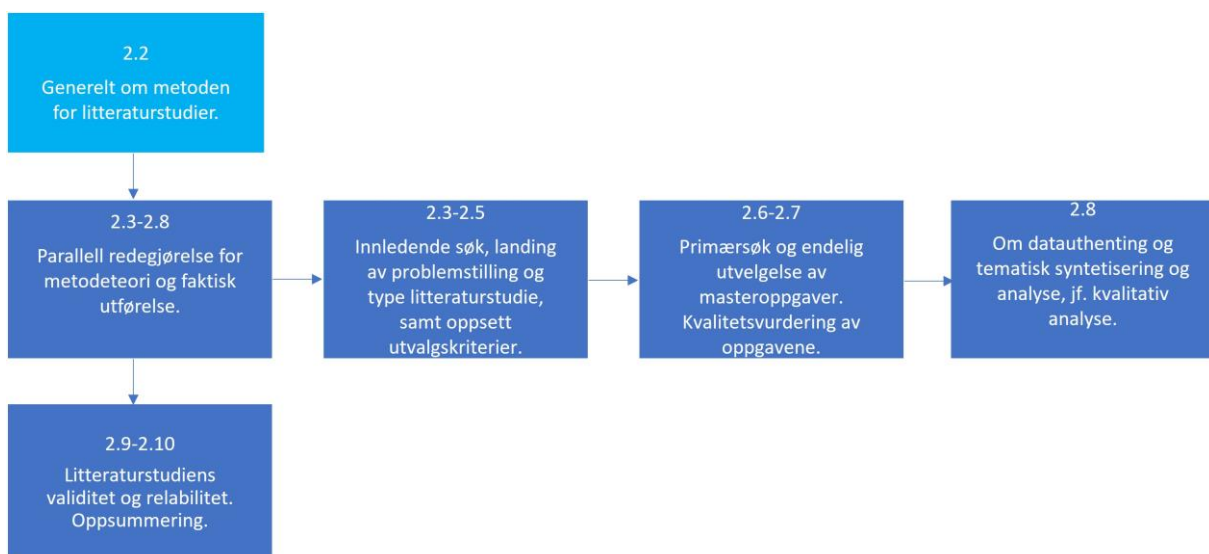 2.2
Generelt om metoden
for litteraturstudier.
2.3-2.8
Parallell redegjørelse for
metodeteori og faktisk
utførelse.
2.3-2.5
Innledende søk, landing
av problemstilling og
type litteraturstudie,
samt oppsett
utvalgskriterier.
2.6-2.7
Primærsøk og endelig
utvelgelse av
masteroppgaver.
Kvalitetsvurdering av
oppgavene.
2.8
Om datauthenting og
tematisk syntetisering og
analyse, jf. kvalitativ
analyse.
2.9-2.10
Litteraturstudiens
validitet og relabilitet.
Oppsummering.